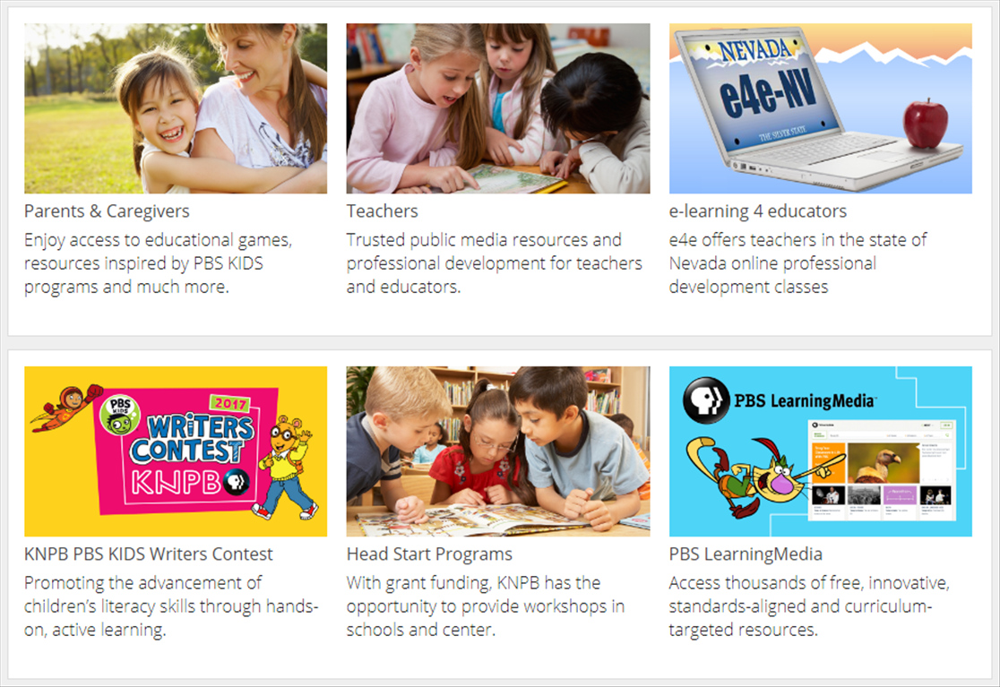 NEVADA
e4e-NV
THE SILVER STATE
Parents & Caregivers
Enjoy access to educational games,
resources inspired by PBS KIDS
programs and much more.
Teachers
Trusted public media resources and
professional development for teachers
and educators.
e-learning 4 educators
e4e offers teachers in the state of
Nevada online professional
development classes
PBS
KIDS
2017
WRiTERS
CONTEST
KNPB
PBS LearningMedia
KNPB PBS KIDS Writers Contest
Promoting the advancement of
children’s literacy skills through hands-
on, active learning.
Head Start Programs
With grant funding, KNPB has the
opportunity to provide workshops in
schools and center.
PBS LearningMedia
Access thousands of free, innovative,
standards-aligned and curriculum-
targeted resources.